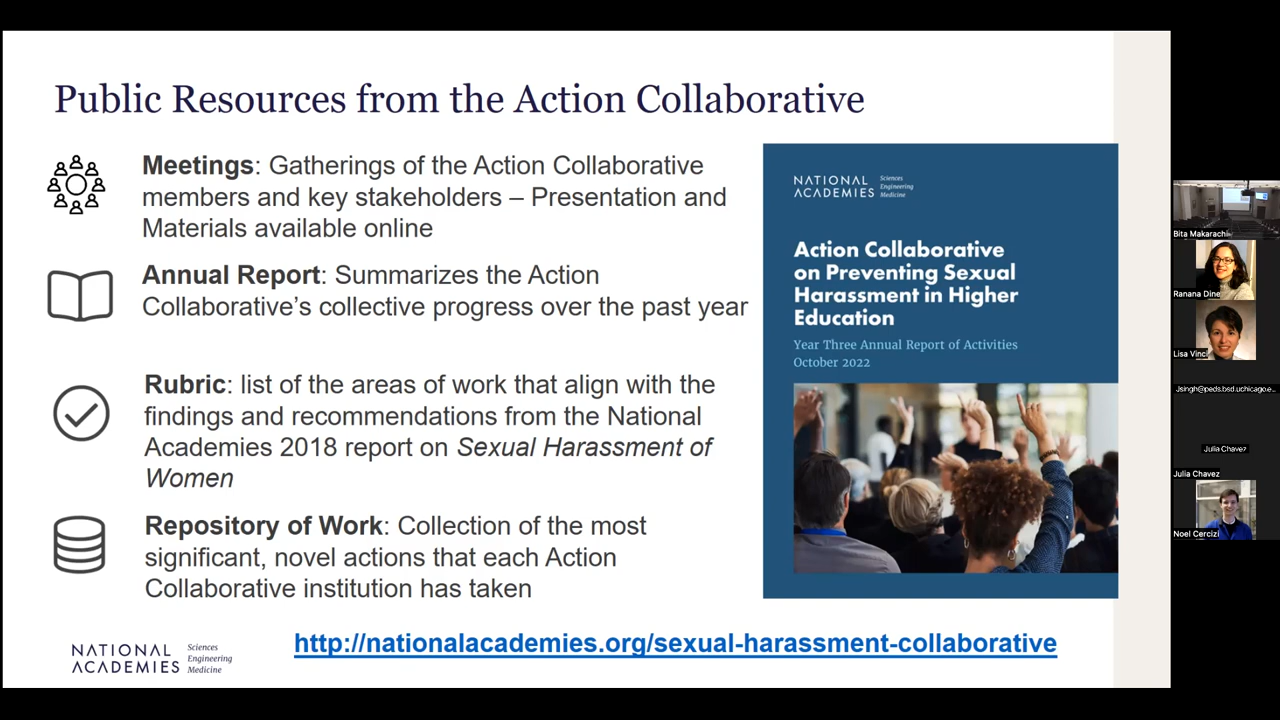 Public Resources from the Action Collaborative
Meetings: Gatherings of the Action Collaborative
members and key stakeholders – Presentation and
Materials available online
Annual Report: Summarizes the Action
Collaborative’s collective progress over the past year
Rubric: list of the areas of work that align with the
findings and recommendations from the National
Academies 2018 report on Sexual Harassment of
Women
Repository of Work: Collection of the most
significant, novel actions that each Action
Collaborative institution has taken
NATIONAL
ACADEMIES
Sciences
Engineering
Medicine
http://nationalacademies.org/sexual-harassment-collaborative
NATIONAL
ACADEMIES
Sciences
Engineering
Medicine
Action Collaborative
on Preventing Sexual
Harassment in Higher
Education
Year Three Annual Report of Activities
October 2022
Bita Makarachi
Ranana Dine
Lisa Vinci
Jsingh@peds.bsd.uchicago.e...
Julia Chavez
Julia Chavez
Noel Cercizi